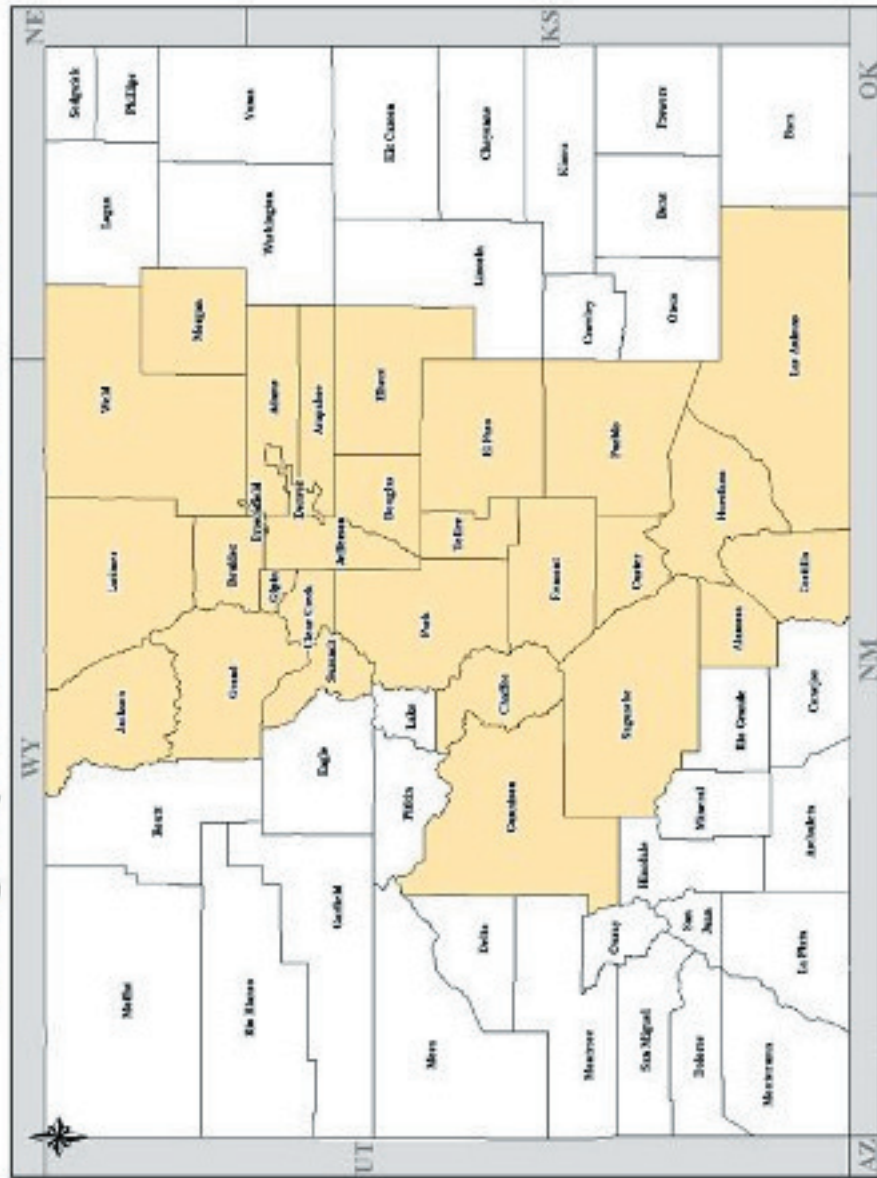 WY
NE
UT
KS
AZ
NM
OK
Moffat
Routt
Jackson
Larimer
Weld
Logan
Sedgwick
Phillips
Morgan
Rio Blanco
Grand
Boulder
Broomfield
Adams
Washington
Yuma
Garfield
Eagle
Summit
Gilpin
Clear Creek
Jefferson
Denver
Arapahoe
Mesa
Pitkin
Lake
Park
Douglas
Elbert
Lincoln
Kit Carson
Delta
Gunnison
Chaffee
Teller
El Paso
Cheyenne
Montrose
Ouray
Saguache
Fremont
Custer
Pueblo
Crowley
Kiowa
San Miguel
Hinsdale
Dolores
San
Juan
Mineral
Rio Grande
Alamosa
Huerfano
Otero
Bent
Prowers
Montezuma
La Plata
Archuleta
Conejos
Costilla
Las Animas
Baca